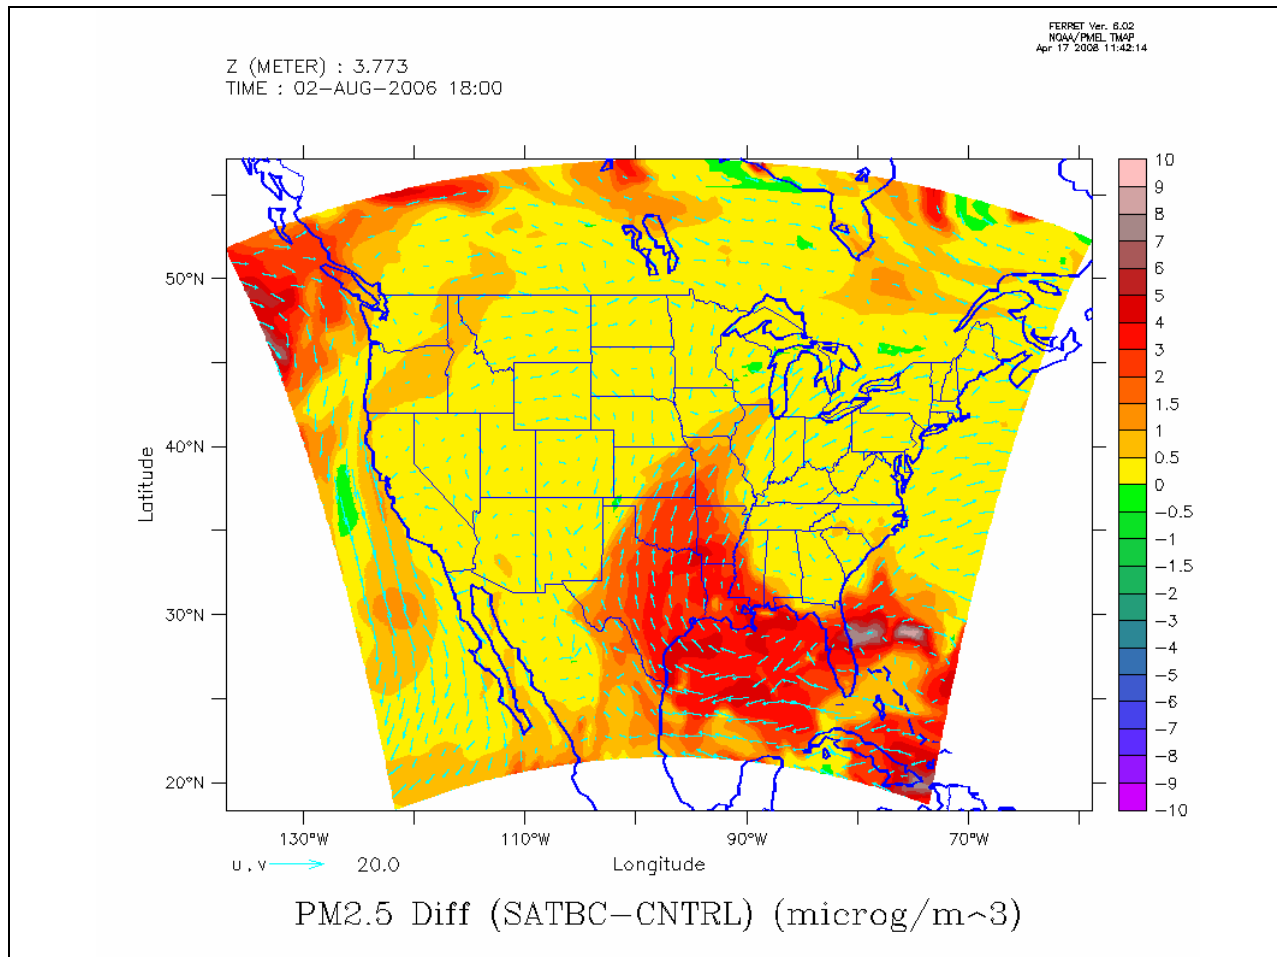 FERRET Ver. 6.02
NOAA/PMEL TMAP
Apr 17 2008 11:42:14
Z (METER) : 3.773
TIME : 02-AUG-2006 18:00
10
9
8
7
6
5
4
3
2
1.5
1
0.5
0
-0.5
-1
-1.5
-2
-3
-4
-5
-6
-7
-8
-9
-10
50°N
40°N
30°N
20°N
Latitude
130°W 110°W 90°W 70°W
u,v 20.0
Longitude
PM2.5 Diff (SATBC-CNTRL) (microg/m^3)